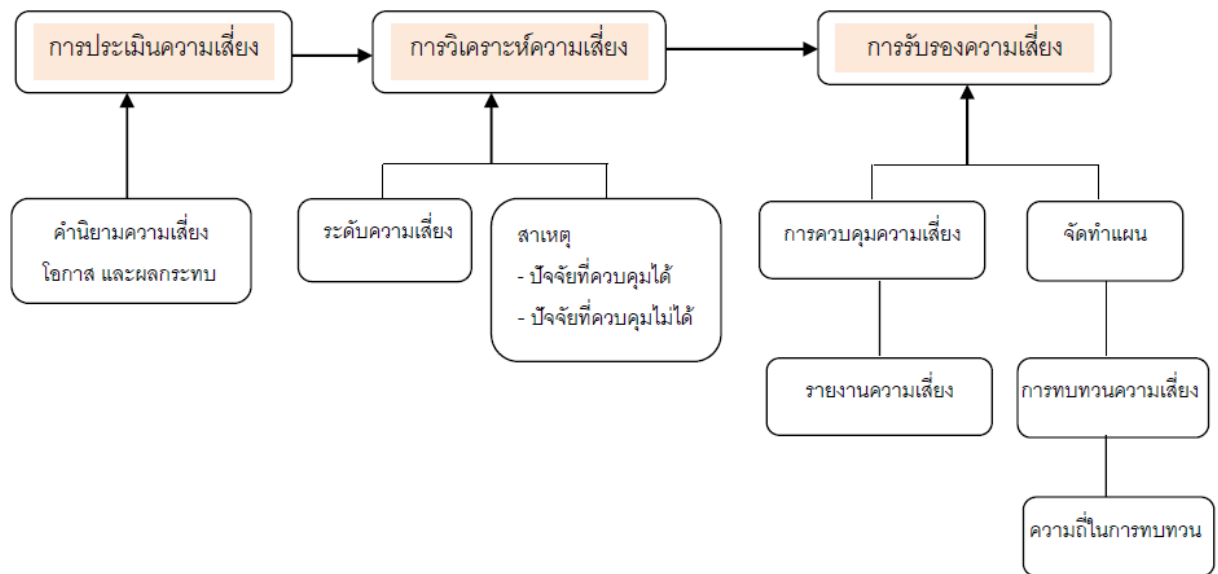 การประเมินความเสี่ยง
การวิเคราะห์ความเสี่ยง
การรับรองความเสี่ยง
คำนิยามความเสี่ยง
โอกาส และผลกระทบ
ระดับความเสี่ยง
สาเหตุ
- ปัจจัยที่ควบคุมได้
- ปัจจัยที่ควบคุมไม่ได้
การควบคุมความเสี่ยง
จัดทำแผน
รายงานความเสี่ยง
การทบทวนความเสี่ยง
ความถี่ในการทบทวน